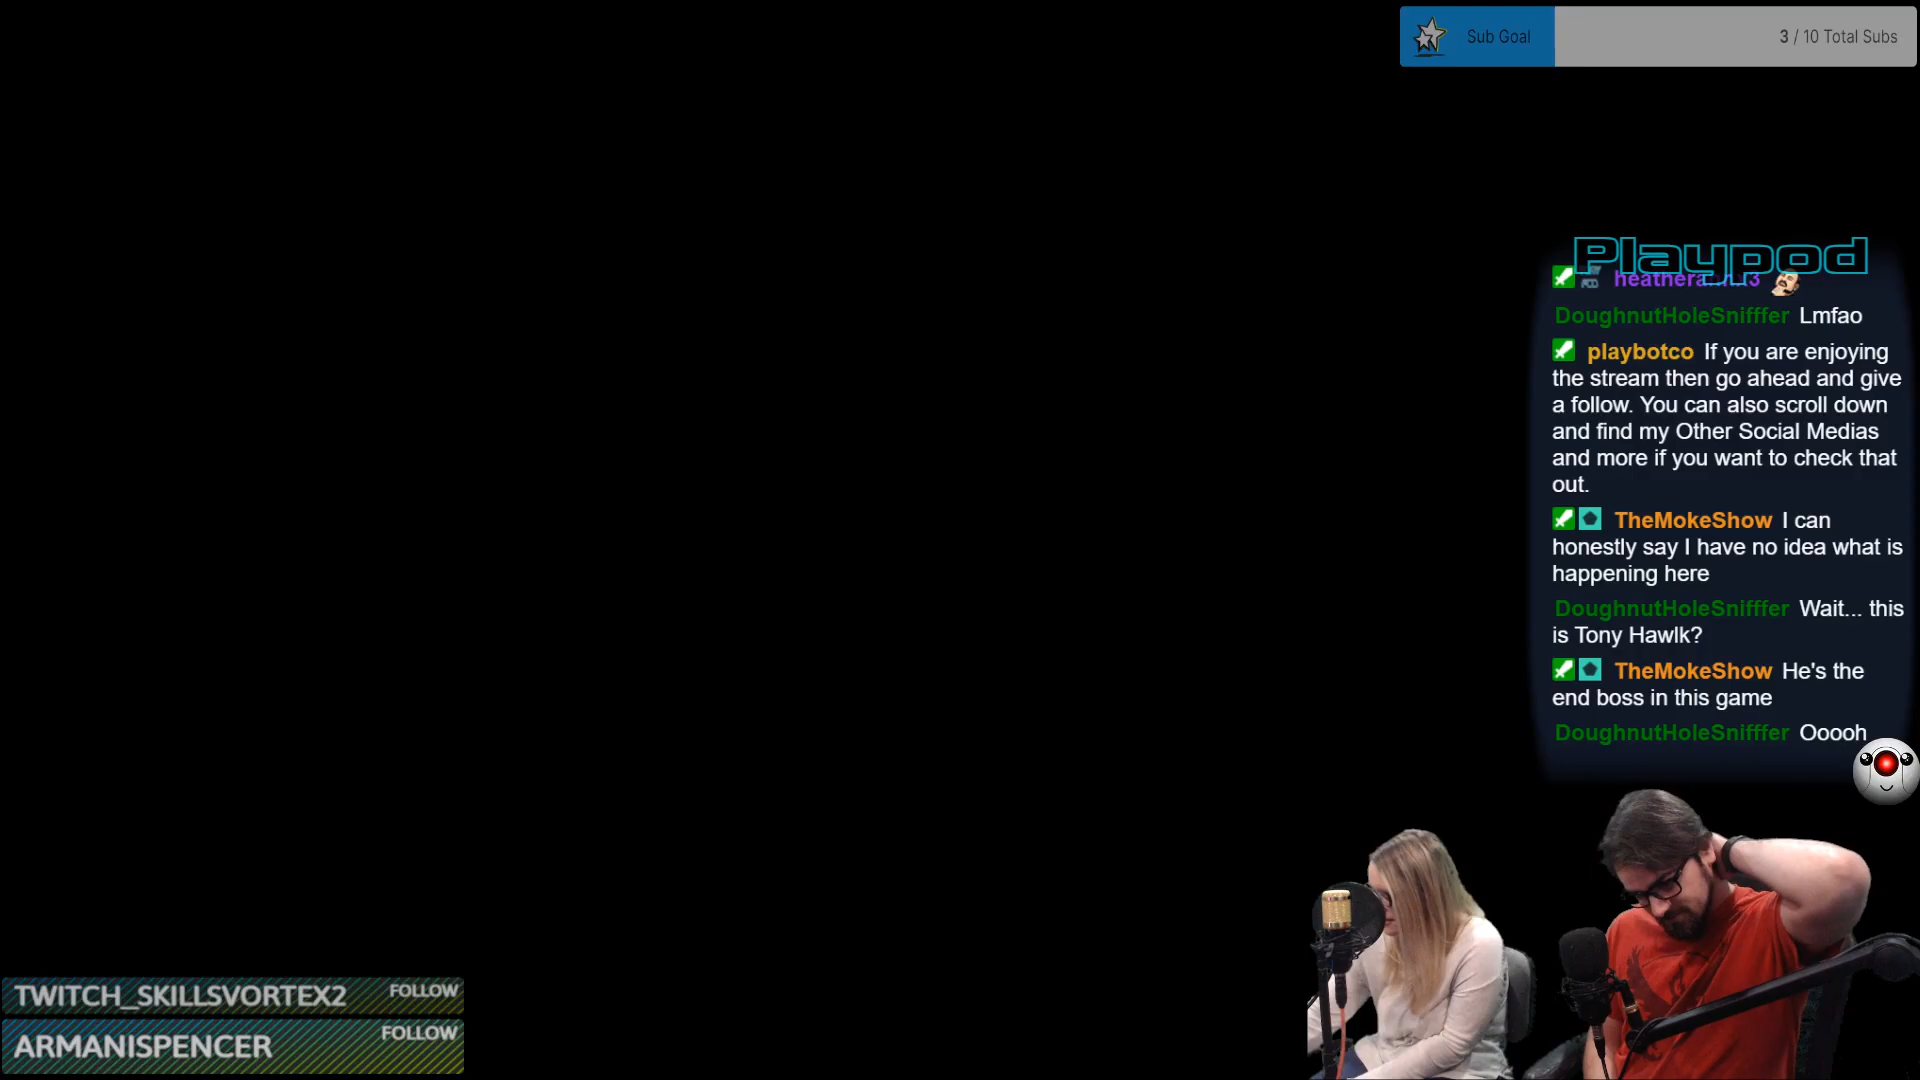 Sub Goal
3 / 10 Total Subs
Playpod
DoughnutHoleSnifffer Lmfao
playbotco If you are enjoying
the stream then go ahead and give
a follow. You can also scroll down
and find my Other Social Medias
and more if you want to check that
out.
TheMokeShow I can
honestly say I have no idea what is
happening here
DoughnutHoleSnifffer Wait... this
is Tony Hawlk?
TheMokeShow He's the
end boss in this game
DoughnutHoleSnifffer Ooooh
TWITCH_SKILLSVORTEX2 FOLLOW
ARMANISPENCER FOLLOW